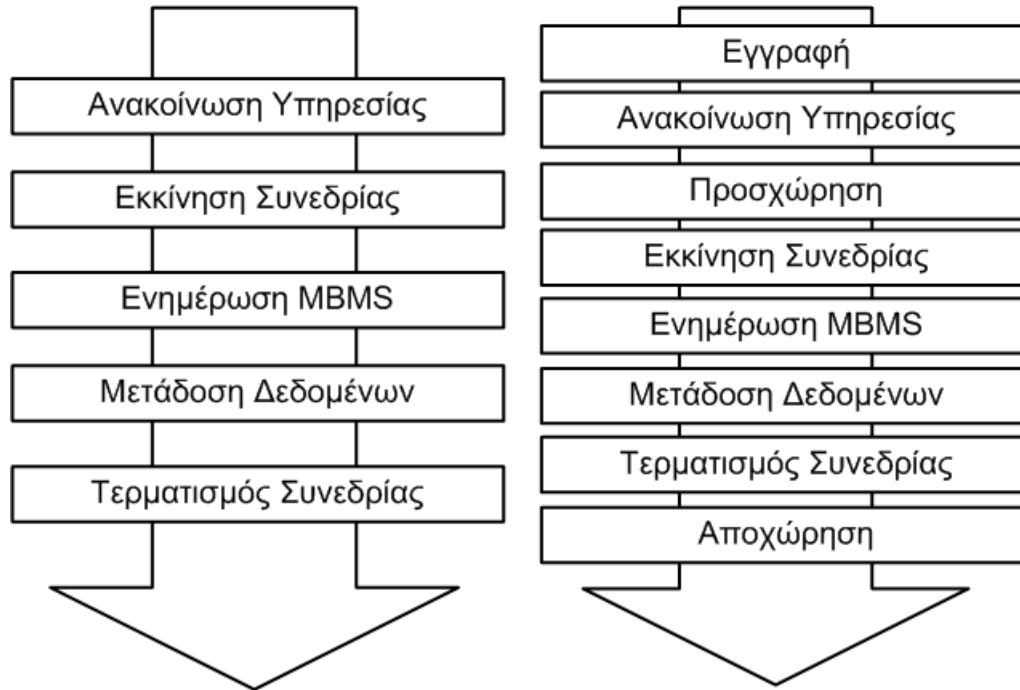 Ανακοίνωση Υπηρεσίας
Εκκίνηση Συνεδρίας
Ενημέρωση MBMS
Μετάδοση Δεδομένων
Τερματισμός Συνεδρίας
Εγγραφή
Ανακοίνωση Υπηρεσίας
Προσχώρηση
Εκκίνηση Συνεδρίας
Ενημέρωση MBMS
Μετάδοση Δεδομένων
Τερματισμός Συνεδρίας
Αποχώρηση